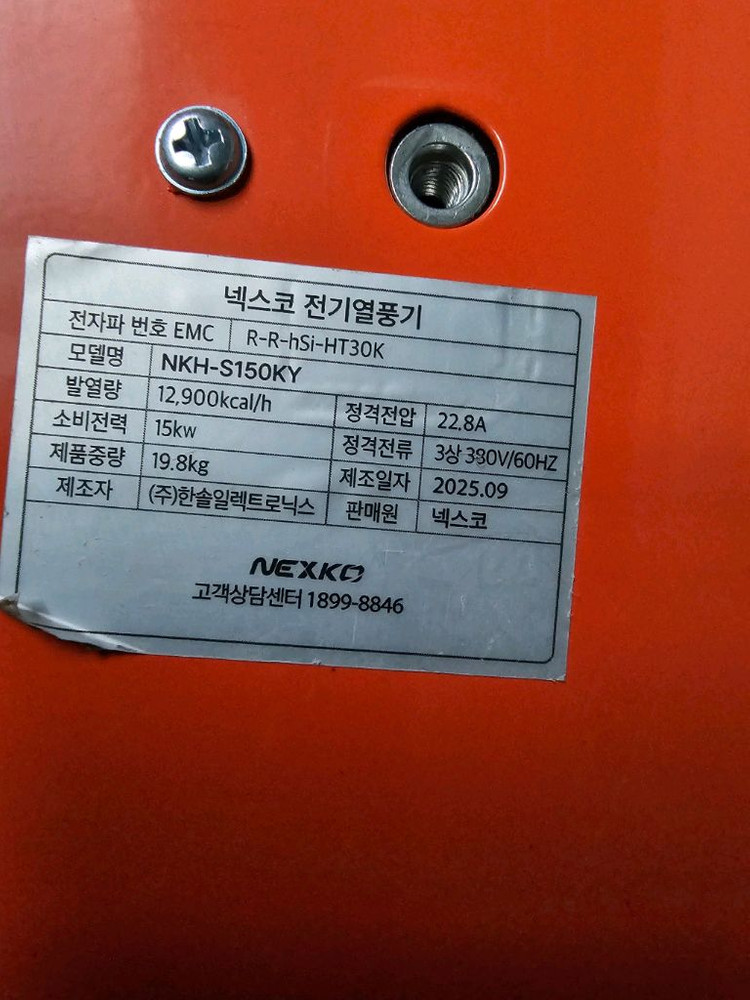 넥스코 전기열풍기
전자파 번호 EMC R-R-hSi-HT30K
모델명 NKH-S150KY
발열량 12,900kcal/h 정격전압 22.8A
소비전력 15kw 정격전류 3상 380V/60HZ
제품중량 19.8kg 제조일자 2025.09
제조자 (주)한솔일렉트로닉스 판매원 넥스코
NEXKO
고객상담센터 1899-8846